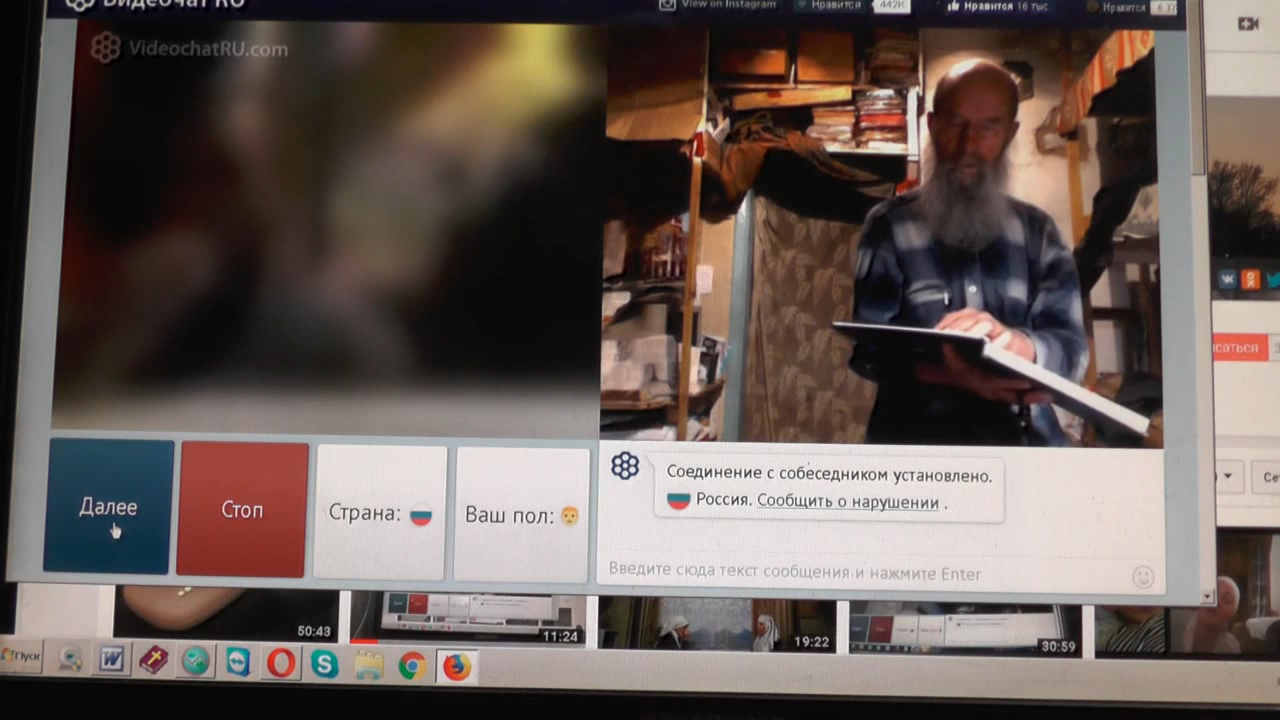 Видеочат RU
View on Instagram
Нравится
442K
Нравится 16 тыс.
Нравится
VideochatRU.com
Далее
Стоп
Страна:
Ваш пол:
Соединение с собеседником установлено.
Россия. Сообщить о нарушении .
Введите сюда текст сообщения и нажмите Enter
саться
50:43
11:24
19:22
30:59
Пуск